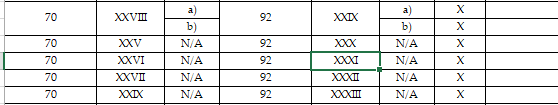 70 XXVIII a) 92 XXIX a) X
b) b) X
70 XXV N/A 92 XXX N/A X
70 XXVI N/A 92 XXXI N/A X
70 XXVII N/A 92 XXXII N/A X
70 XXIX N/A 92 XXXIII N/A X